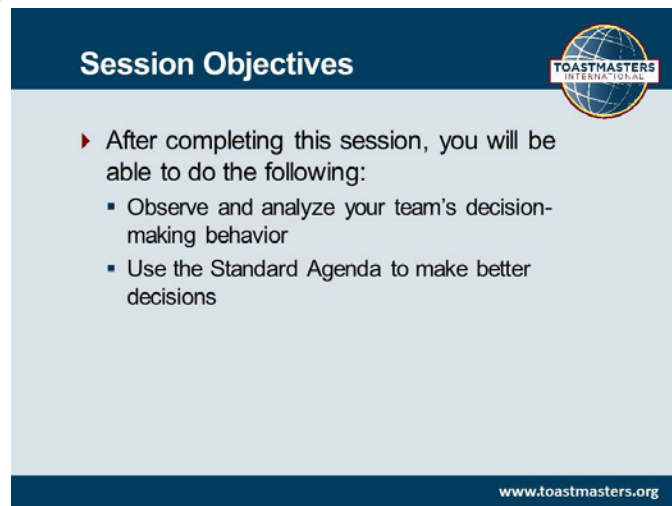 Session Objectives
TOASTMASTERS
INTERNATIONAL
After completing this session, you will be
able to do the following:
Observe and analyze your team's decision-
making behavior
Use the Standard Agenda to make better
decisions
www.toastmasters.org